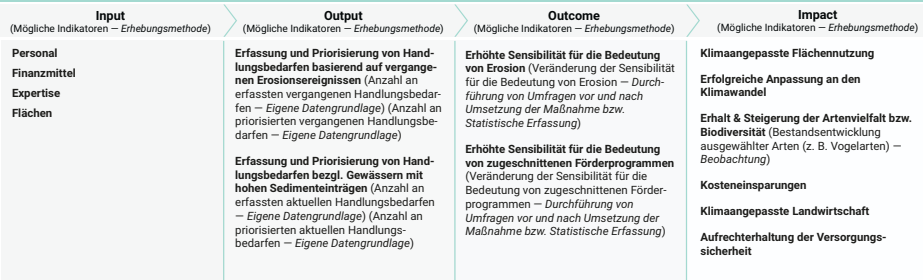 Input
(Mögliche Indikatoren — Erhebungsmethode)
Personal
Finanzmittel
Expertise
Flächen
Output
(Mögliche Indikatoren — Erhebungsmethode)
Erfassung und Priorisierung von Hand-
lungsbedarfen basierend auf vergange-
nen Erosionsereignissen (Anzahl an
erfassten vergangenen Handlungsbedar-
fen — Eigene Datengrundlage) (Anzahl an
priorisierten vergangenen Handlungsbe-
darfen — Eigene Datengrundlage)
Erfassung und Priorisierung von Hand-
lungsbedarfen bezgl. Gewässern mit
hohen Sedimenteinträgen (Anzahl an
erfassten aktuellen Handlungsbedarfen
— Eigene Datengrundlage) (Anzahl an
priorisierten aktuellen Handlungs-
bedarfen — Eigene Datengrundlage)
Outcome
(Mögliche Indikatoren — Erhebungsmethode)
Erhöhte Sensibilität für die Bedeutung
von Erosion (Veränderung der Sensibilität
für die Bedeutung von Erosion — Durch-
führung von Umfragen vor und nach
Umsetzung der Maßnahme bzw.
Statistische Erfassung)
Erhöhte Sensibilität für die Bedeutung
von zugeschnittenen Förderprogrammen
(Veränderung der Sensibilität für die
Bedeutung von zugeschnittenen Förder-
programmen — Durchführung von
Umfragen vor und nach Umsetzung der
Maßnahme bzw. Statistische Erfassung)
Impact
(Mögliche Indikatoren — Erhebungsmethode)
Klimaangepasste Flächennutzung
Erfolgreiche Anpassung an den
Klimawandel
Erhalt & Steigerung der Artenvielfalt bzw.
Biodiversität (Bestandsentwicklung
ausgewählter Arten (z. B. Vogelarten) —
Beobachtung)
Kosteneinsparungen
Klimaangepasste Landwirtschaft
Aufrechterhaltung der Versorgungs-
sicherheit